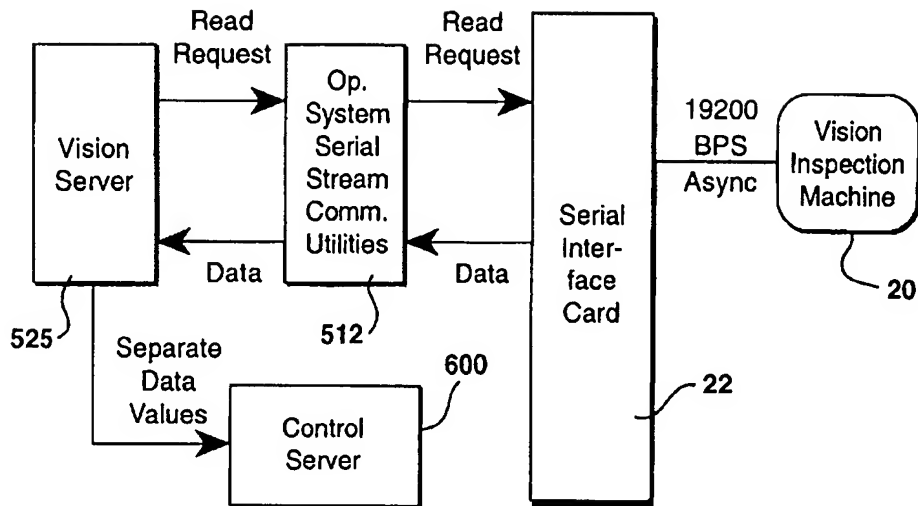 Read
Request
Read
Request
Vision
Server
Op.
System
Serial
Stream
Comm.
Utilities
Serial
Inter-
face
Card
19200
BPS
Async
Vision
Inspection
Machine
Data
Data
525
512
20
22
Separate
Data
Values
600
Control
Server